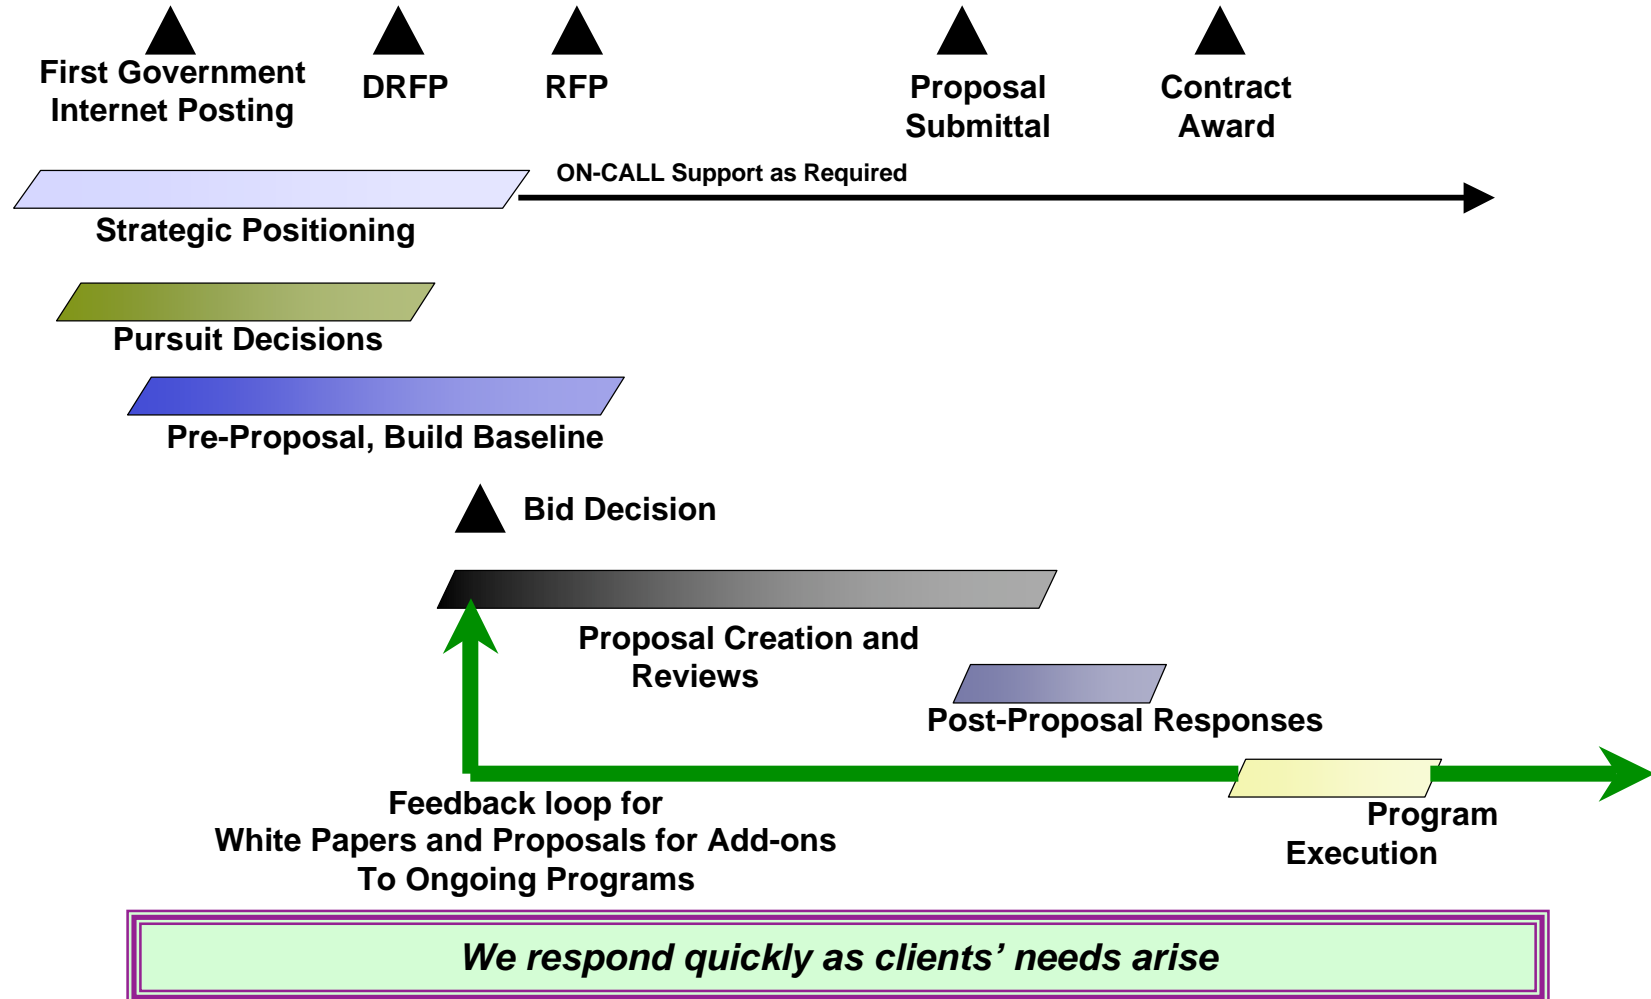 First Government
Internet Posting
DRFP
RFP
Proposal
Submittal
Contract
Award
ON-CALL Support as Required
Strategic Positioning
Pursuit Decisions
Pre-Proposal, Build Baseline
Bid Decision
Proposal Creation and
Reviews
Post-Proposal Responses
Feedback loop for
White Papers and Proposals for Add-ons
To Ongoing Programs
Program
Execution
We respond quickly as clients’ needs arise